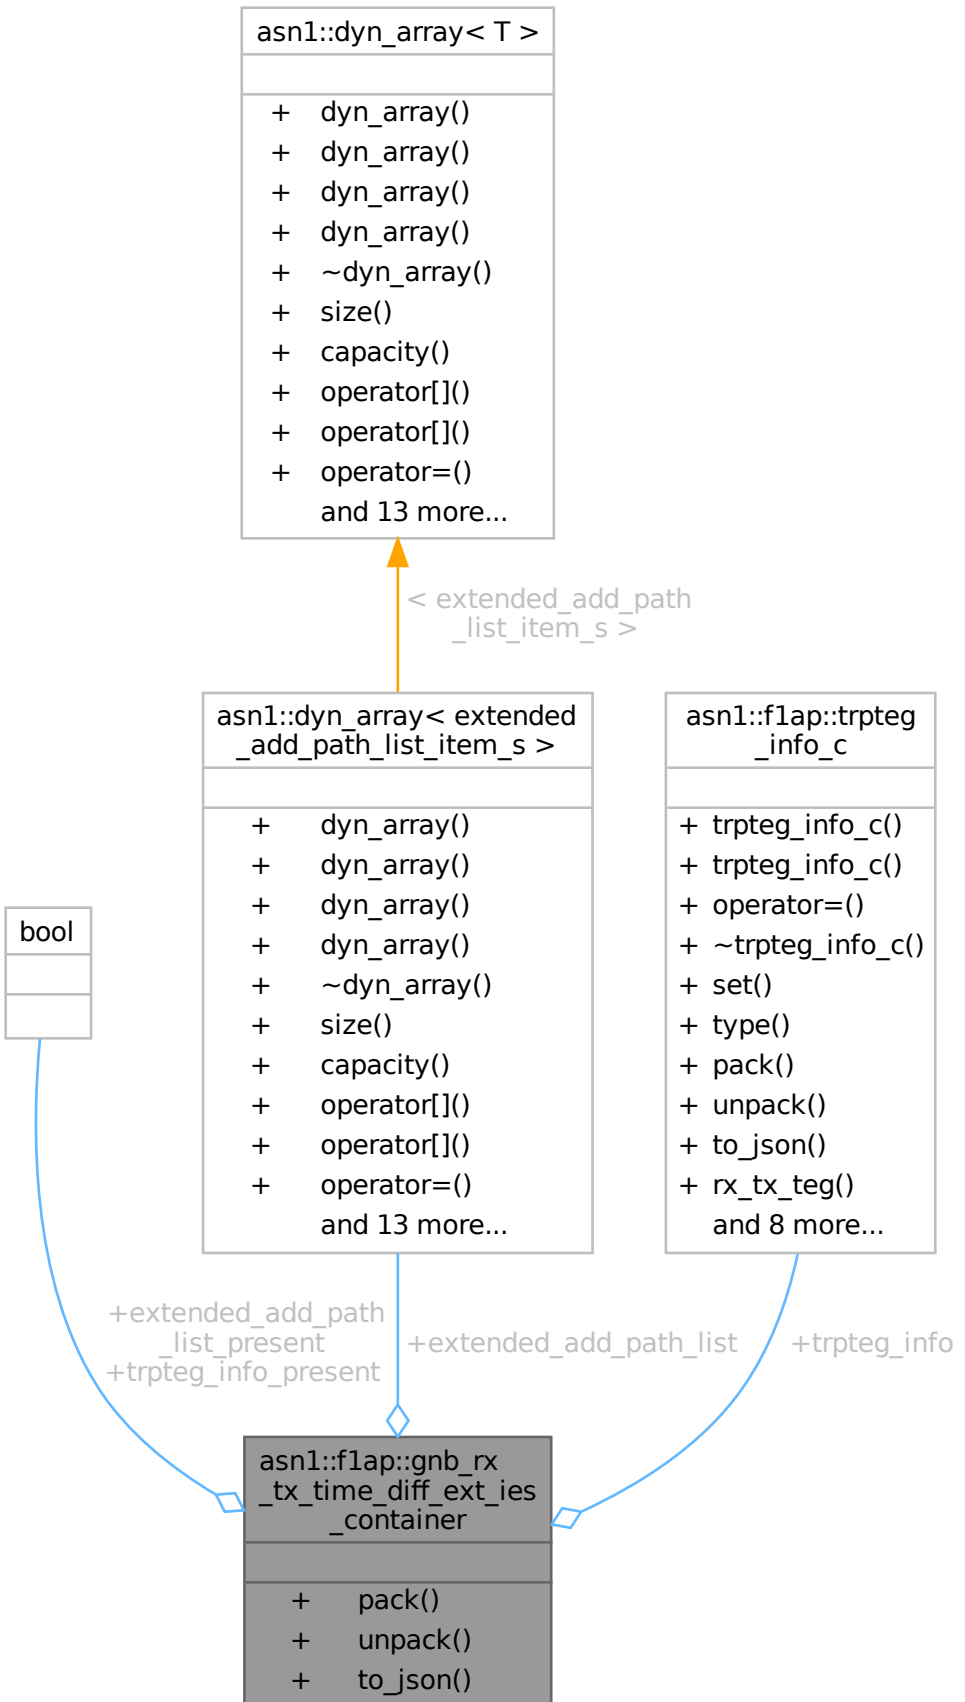 asn1::dyn_array< T >
+ dyn_array()
+ dyn_array()
+ dyn_array()
+ dyn_array()
+ ~dyn_array()
+ size()
+ capacity()
+ operator[]()
+ operator[]()
+ operator=()
and 13 more...
< extended_add_path
_list_item_s >
asn1::dyn_array< extended
_add_path_list_item_s >
+ dyn_array()
+ dyn_array()
+ dyn_array()
+ dyn_array()
+ ~dyn_array()
+ size()
+ capacity()
+ operator[]()
+ operator[]()
+ operator=()
and 13 more...
asn1::f1ap::trpteg
_info_c
+ trpteg_info_c()
+ trpteg_info_c()
+ operator=()
+ ~trpteg_info_c()
+ set()
+ type()
+ pack()
+ unpack()
+ to_json()
+ rx_tx_teg()
and 8 more...
bool
+extended_add_path
_list_present
+trpteg_info_present
+extended_add_path_list
+trpteg_info
asn1::f1ap::gnb_rx
_tx_time_diff_ext_ies
_container
+ pack()
+ unpack()
+ to_json()